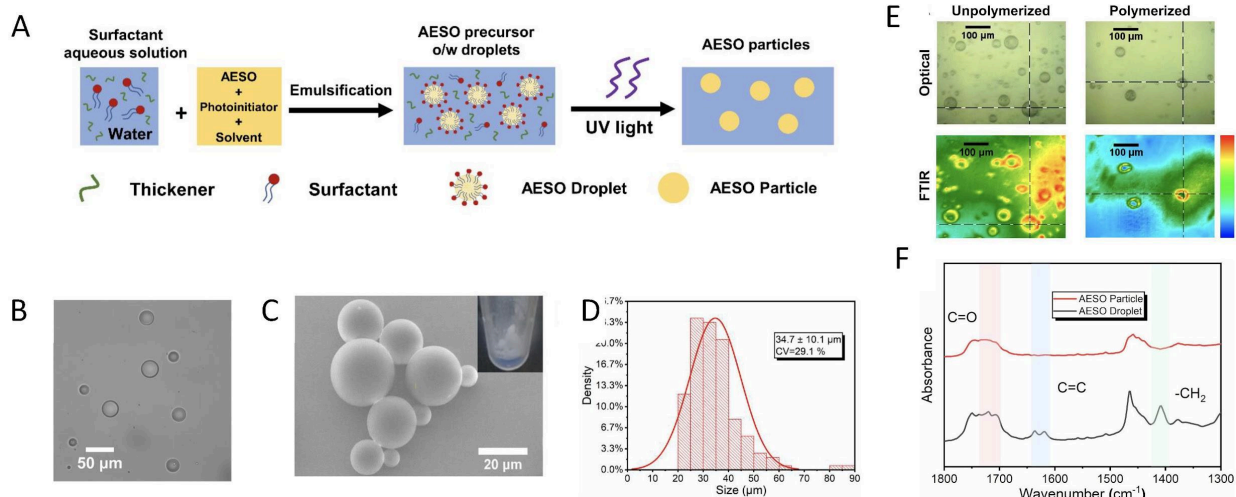 A
Surfactant
aqueous solution
Water
+
AESO
+
Photoinitiator
+
Solvent
Emulsification
AESO precursor
o/w droplets
UV light
AESO particles
Thickener
Surfactant
AESO Droplet
AESO Particle
B
50 µm
C
20 µm
D
.7%
.3%
20.0%
16.7%
13.3%
10.0%
6.7%
3.3%
0.0%
Density
34.7 ± 10.1 µm
CV=29.1 %
0 10 20 30 40 50 60 70 80 90
Size (µm)
E
Unpolymerized
Polymerized
Optical
100 µm
100 µm
FTIR
100 µm
100 µm
F
C=O
AESO Particle
AESO Droplet
C=C
-CH2
Absorbance
1800 1700 1600 1500 1400 1300
Wavenumber (cm-1)